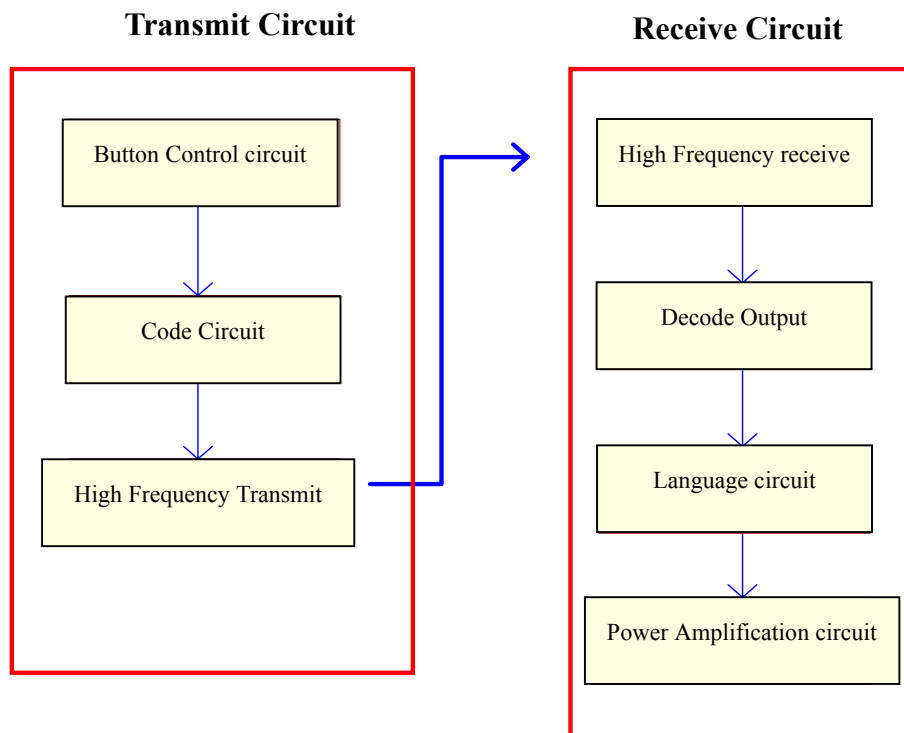 Transmit Circuit
Button Control circuit
Code Circuit
High Frequency Transmit
Receive Circuit
High Frequency receive
Decode Output
Language circuit
Power Amplification circuit